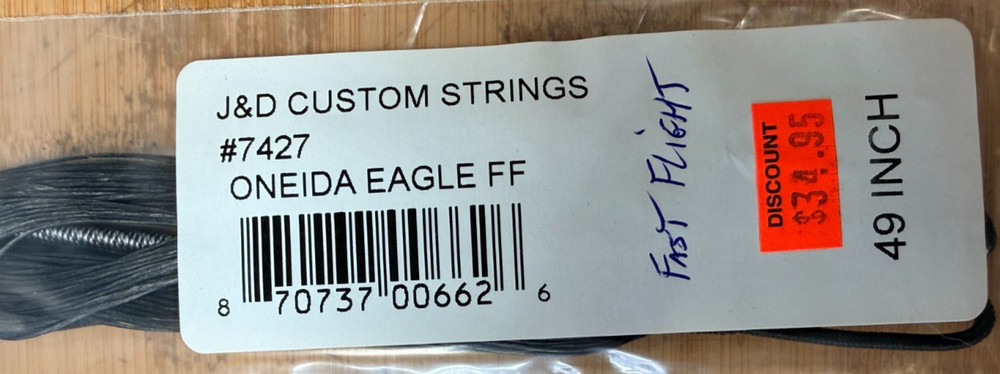 J&D CUSTOM STRINGS
#7427
ONEIDA EAGLE FF
8 70737 00662 6
FAST FLIGHT
DISCOUNT
$34.95
49 INCH